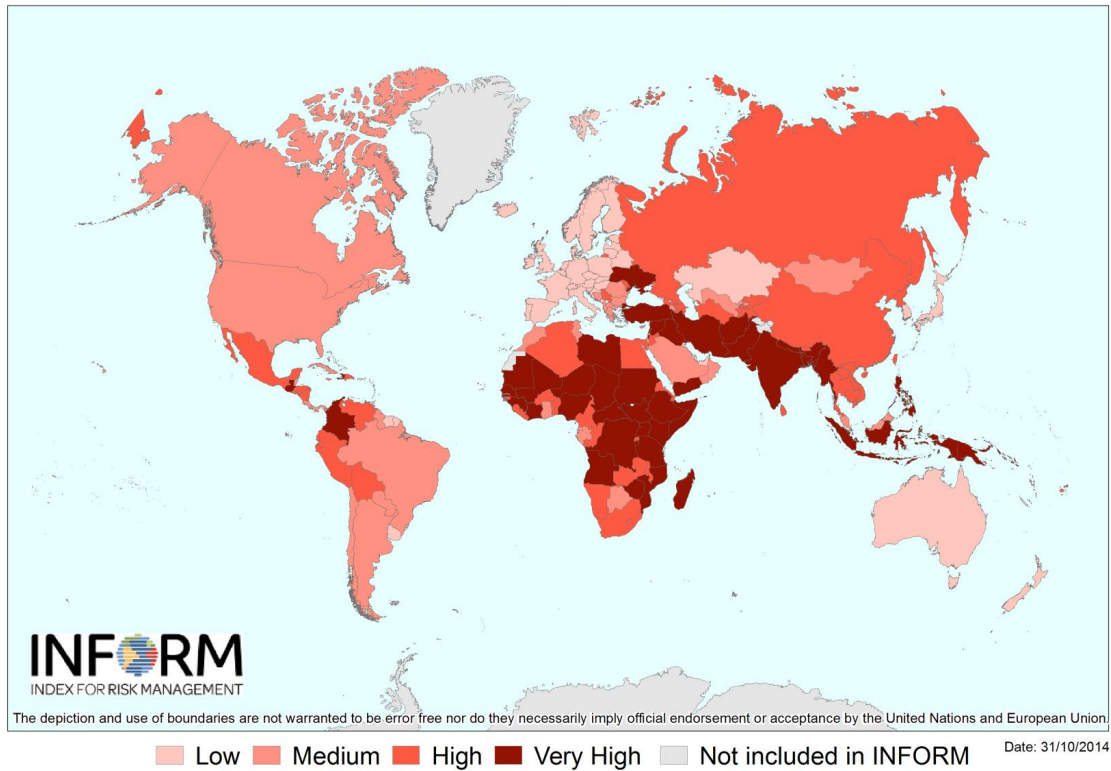 INFORM
INDEX FOR RISK MANAGEMENT
The depiction and use of boundaries are not warranted to be error free nor do they necessarily imply official endorsement or acceptance by the United Nations and European Union.
Low Medium High Very High Not included in INFORM Date: 31/10/2014